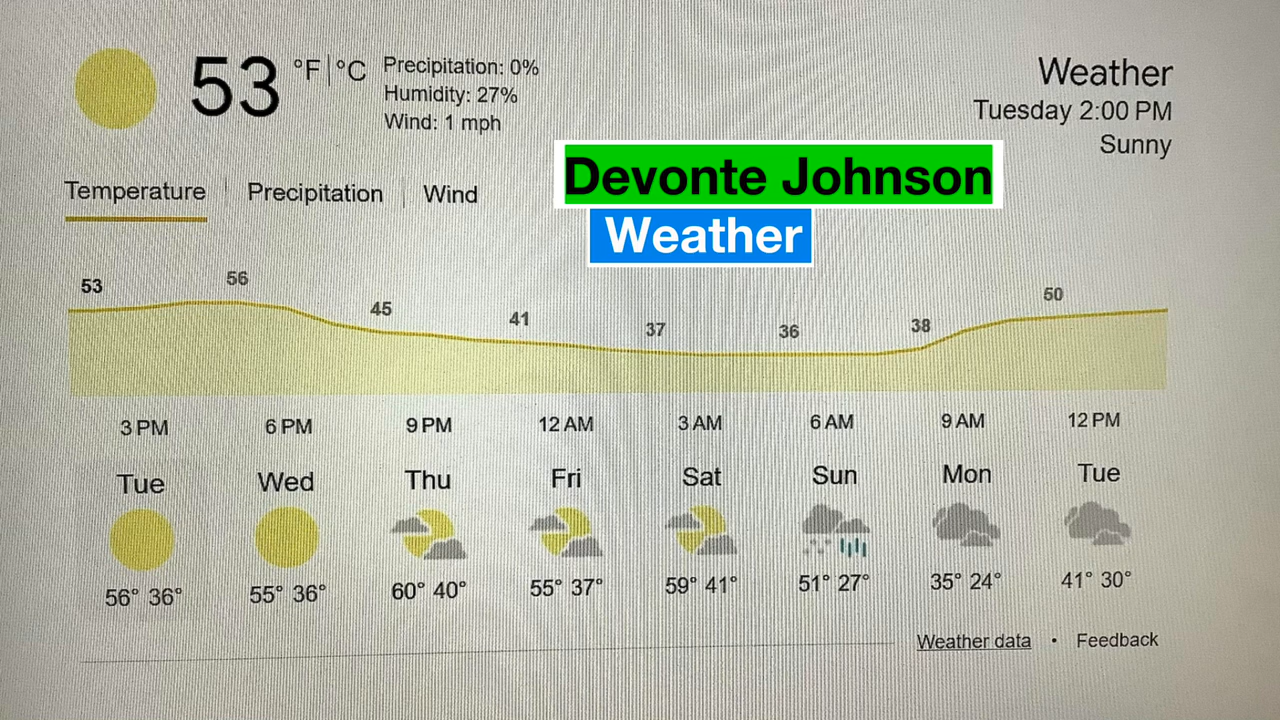 53 °F|°C
Precipitation: 0%
Humidity: 27%
Wind: 1 mph
Weather
Tuesday 2:00 PM
Sunny
Devonte Johnson
Weather
Temperature | Precipitation | Wind
53 56 45 41 37 36 38 50
3 PM 6 PM 9 PM 12 AM 3 AM 6 AM 9 AM 12 PM
Tue Wed Thu Fri Sat Sun Mon Tue
56° 36° 55° 36° 60° 40° 55° 37° 59° 41° 51° 27° 35° 24° 41° 30°
Weather data • Feedback